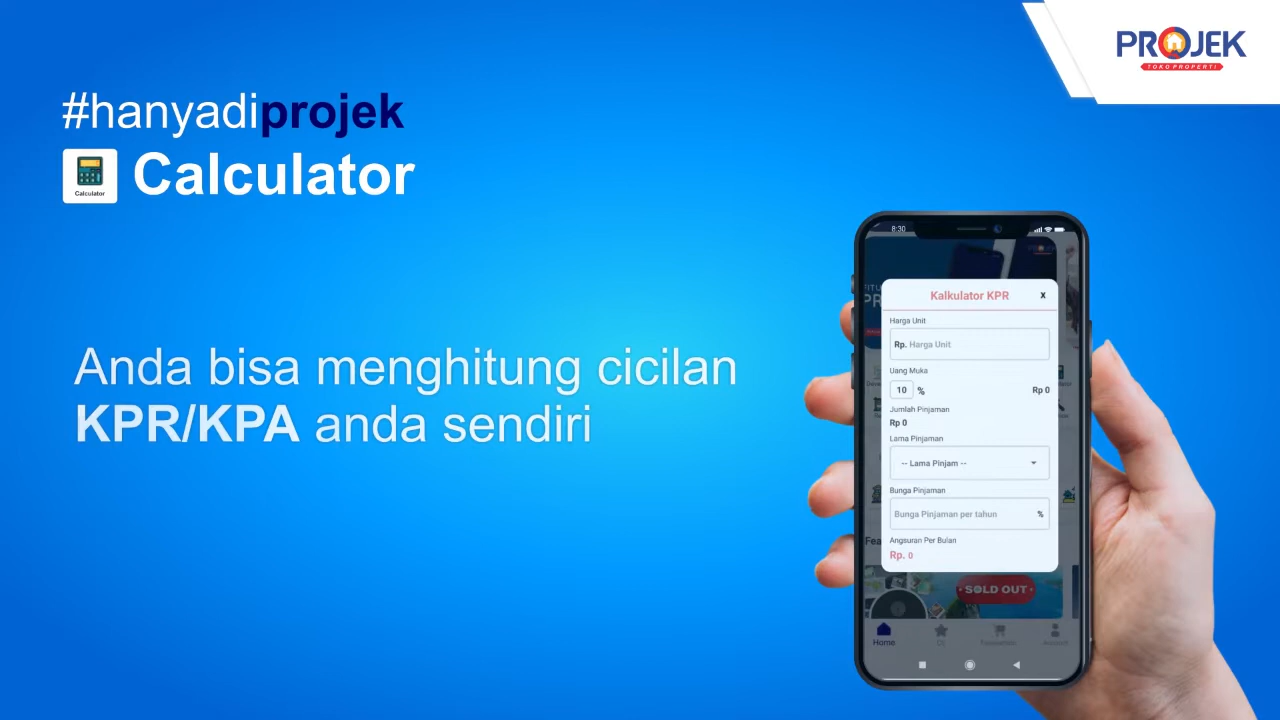 PROJEK
TOKO PROPERTI
#hanyadiprojek
Calculator
Calculator
Anda bisa menghitung cicilan
KPR/KPA anda sendiri
8:30
Kalkulator KPR
X
Harga Unit
Rp. Harga Unit
Uang Muka
10 %
Rp 0
Jumlah Pinjaman
Rp 0
Lama Pinjaman
-- Lama Pinjam --
Bunga Pinjaman
Bunga Pinjaman per tahun %
Angsuran Per Bulan
Rp. 0
Fea
SOLD OUT
Home